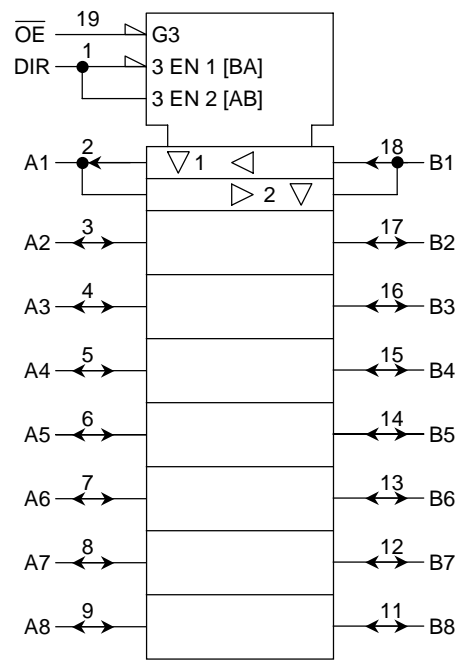 19
O̅E̅ G3
1
DIR 3 EN 1 [BA]
3 EN 2 [AB]
2 18
A1 ▽ 1 ◁ B1
▷ 2 ▽
3 17
A2 B2
4 16
A3 B3
5 15
A4 B4
6 14
A5 B5
7 13
A6 B6
8 12
A7 B7
9 11
A8 B8